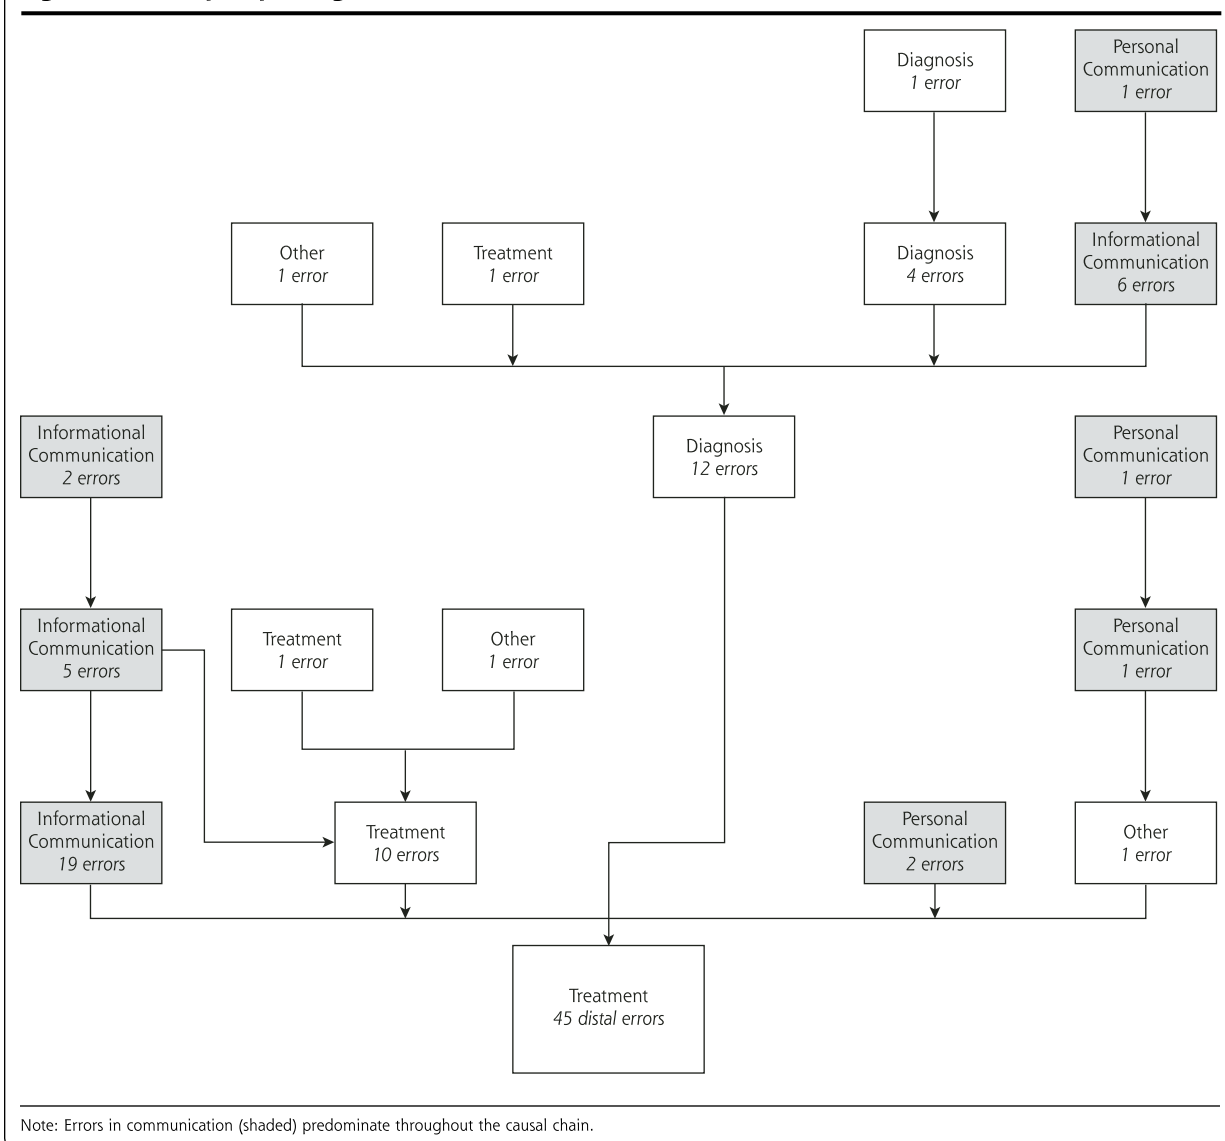 Diagnosis
1 error
Personal
Communication
1 error
Other
1 error
Treatment
1 error
Diagnosis
4 errors
Informational
Communication
6 errors
Informational
Communication
2 errors
Diagnosis
12 errors
Personal
Communication
1 error
Informational
Communication
5 errors
Treatment
1 error
Other
1 error
Personal
Communication
1 error
Informational
Communication
19 errors
Treatment
10 errors
Personal
Communication
2 errors
Other
1 error
Treatment
45 distal errors
Note: Errors in communication (shaded) predominate throughout the causal chain.